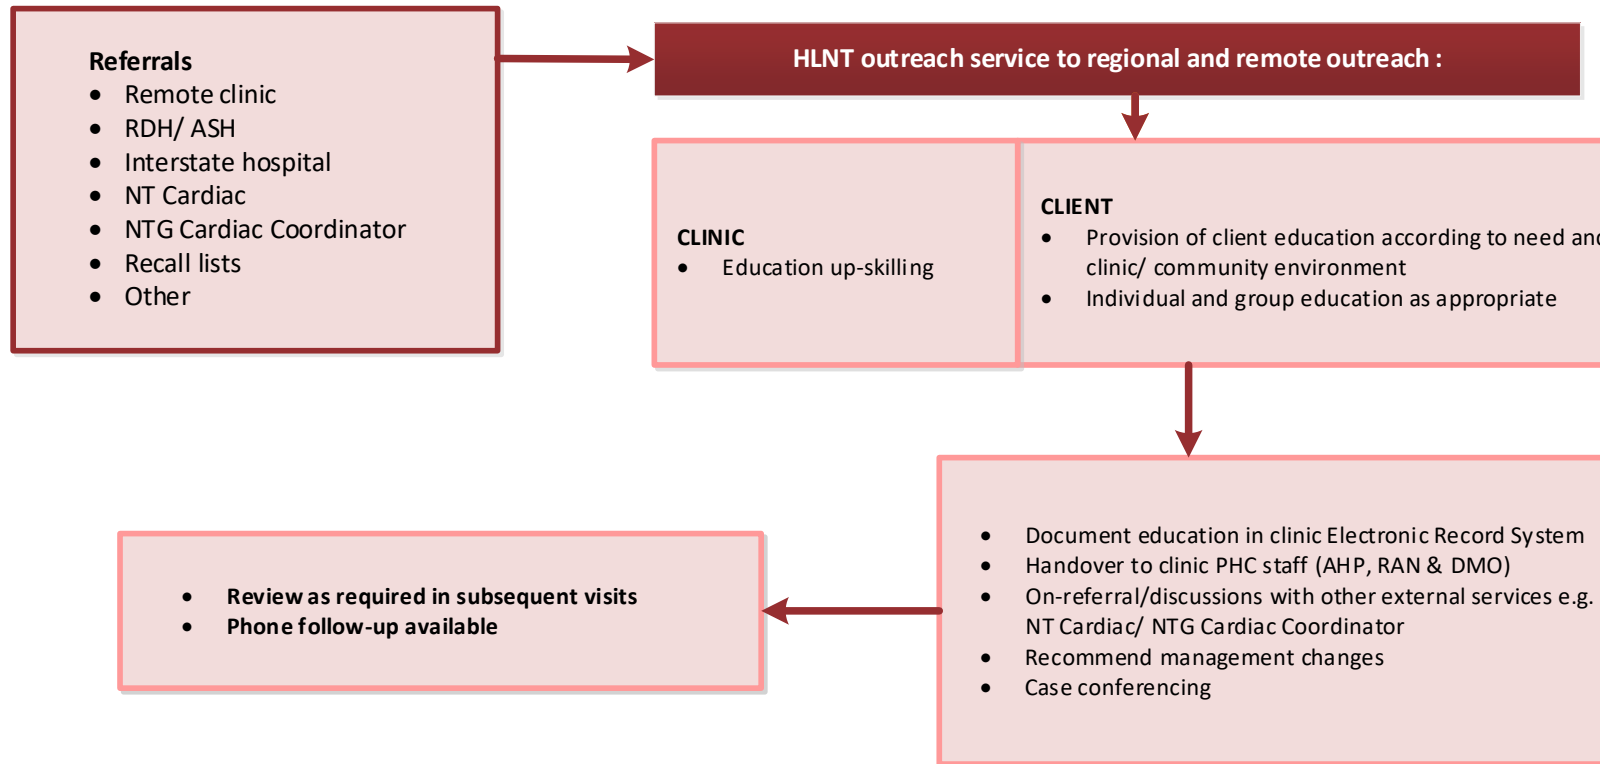 Referrals
• Remote clinic
• RDH/ ASH
• Interstate hospital
• NT Cardiac
• NTG Cardiac Coordinator
• Recall lists
• Other
HLNT outreach service to regional and remote outreach :
CLINIC
• Education up-skilling
CLIENT
• Provision of client education according to need and
clinic/ community environment
• Individual and group education as appropriate
• Document education in clinic Electronic Record System
• Handover to clinic PHC staff (AHP, RAN & DMO)
• On-referral/discussions with other external services e.g.
NT Cardiac/ NTG Cardiac Coordinator
• Recommend management changes
• Case conferencing
• Review as required in subsequent visits
• Phone follow-up available